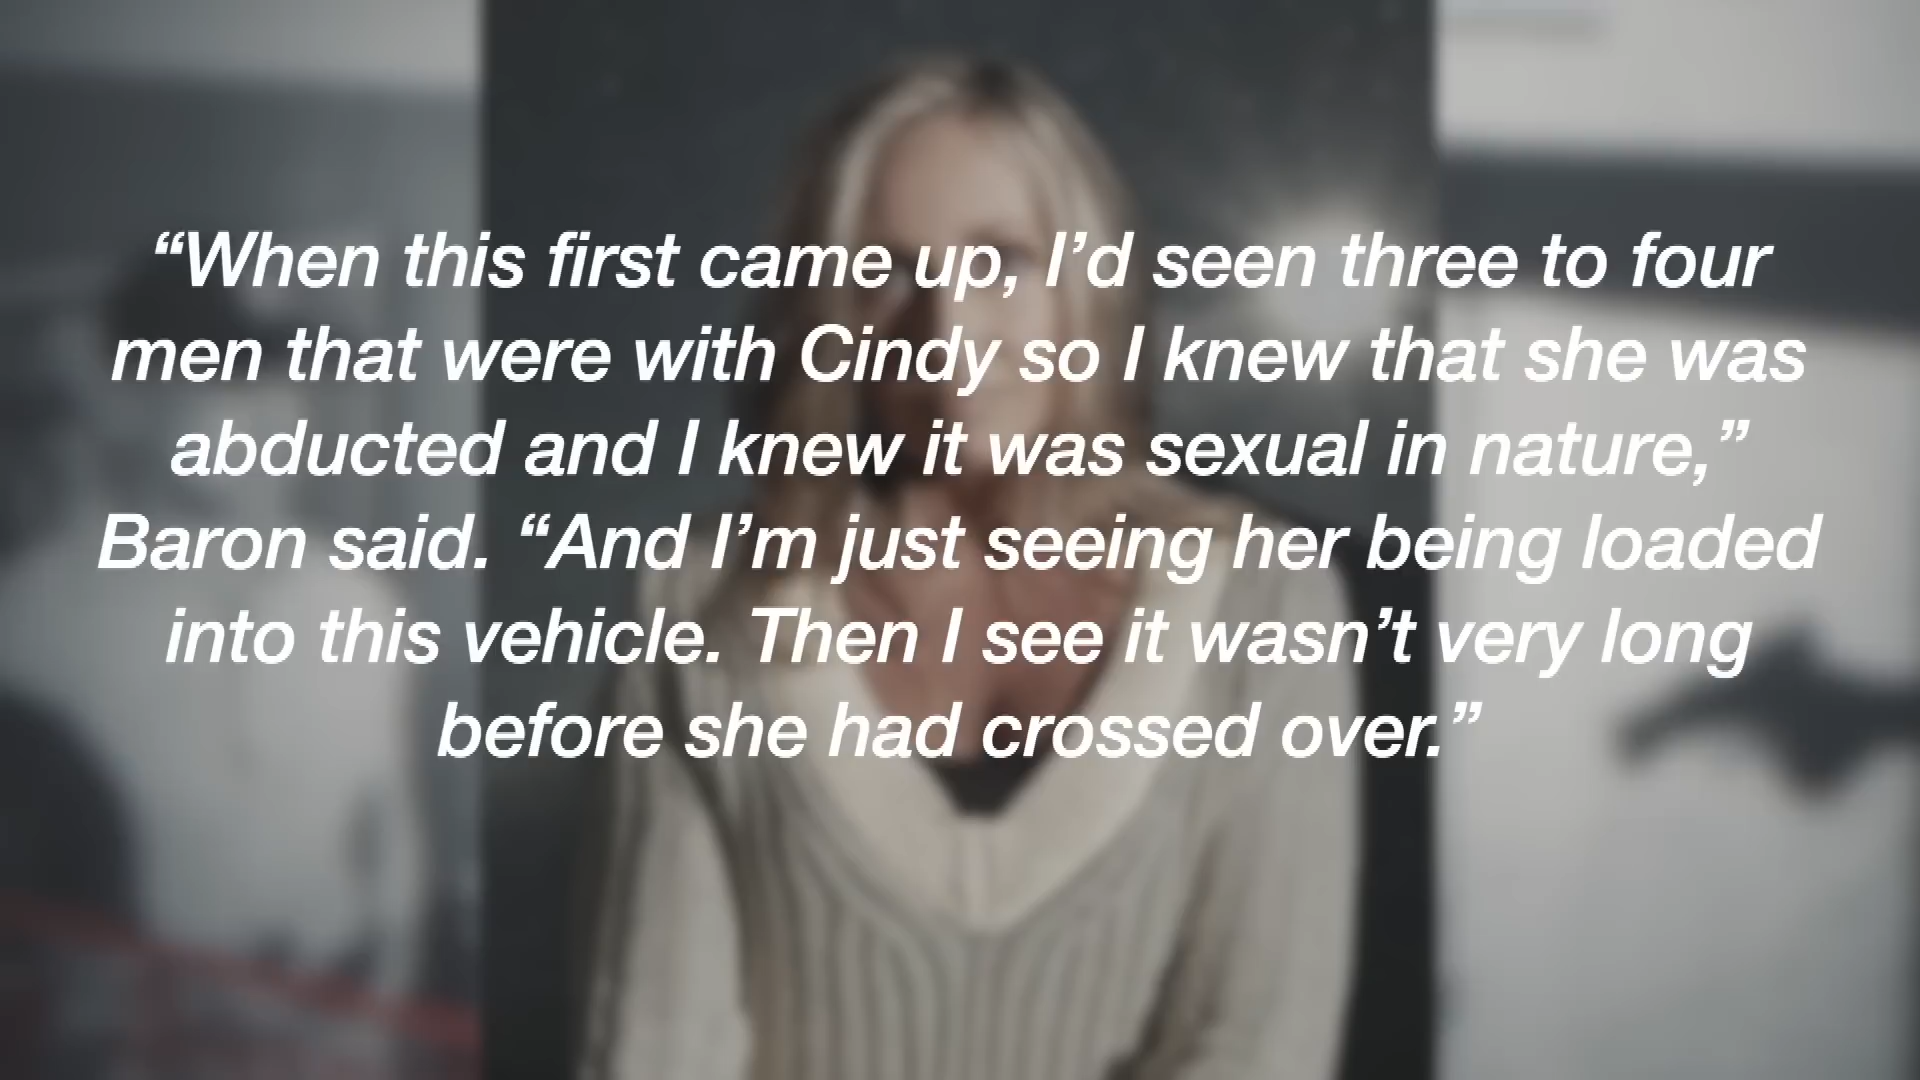 “When this first came up, I’d seen three to four
men that were with Cindy so I knew that she was
abducted and I knew it was sexual in nature,”
Baron said. “And I’m just seeing her being loaded
into this vehicle. Then I see it wasn’t very long
before she had crossed over.”